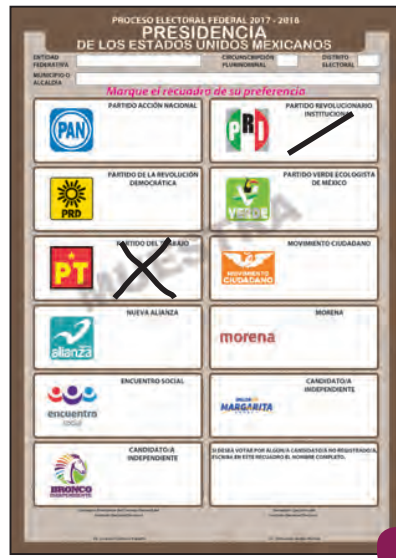 PROCESO ELECTORAL FEDERAL 2017 - 2018
PRESIDENCIA
DE LOS ESTADOS UNIDOS MEXICANOS
ENTIDAD FEDERATIVA
CIRCUNSCRIPCIÓN PLURINOMINAL
DISTRITO ELECTORAL
MUNICIPIO O ALCALDÍA
Marque el recuadro de su preferencia
PAN
PARTIDO ACCIÓN NACIONAL
PRI
PARTIDO REVOLUCIONARIO
INSTITUCIONAL
PRD
PARTIDO DE LA REVOLUCIÓN
DEMOCRÁTICA
VERDE
PARTIDO VERDE ECOLOGISTA
DE MÉXICO
PT
PARTIDO DEL TRABAJO
MOVIMIENTO
CIUDADANO
MOVIMIENTO CIUDADANO
alianza
NUEVA ALIANZA
morena
MORENA
encuentro
social
ENCUENTRO SOCIAL
MARGARITA
CANDIDATO/A
INDEPENDIENTE
BRONCO
INDEPENDIENTE
CANDIDATO/A
INDEPENDIENTE
SI DESEA VOTAR POR ALGÚN/A CANDIDATO/A NO REGISTRADO/A,
ESCRIBA EN ESTE RECUADRO EL NOMBRE COMPLETO.
MUESTRA